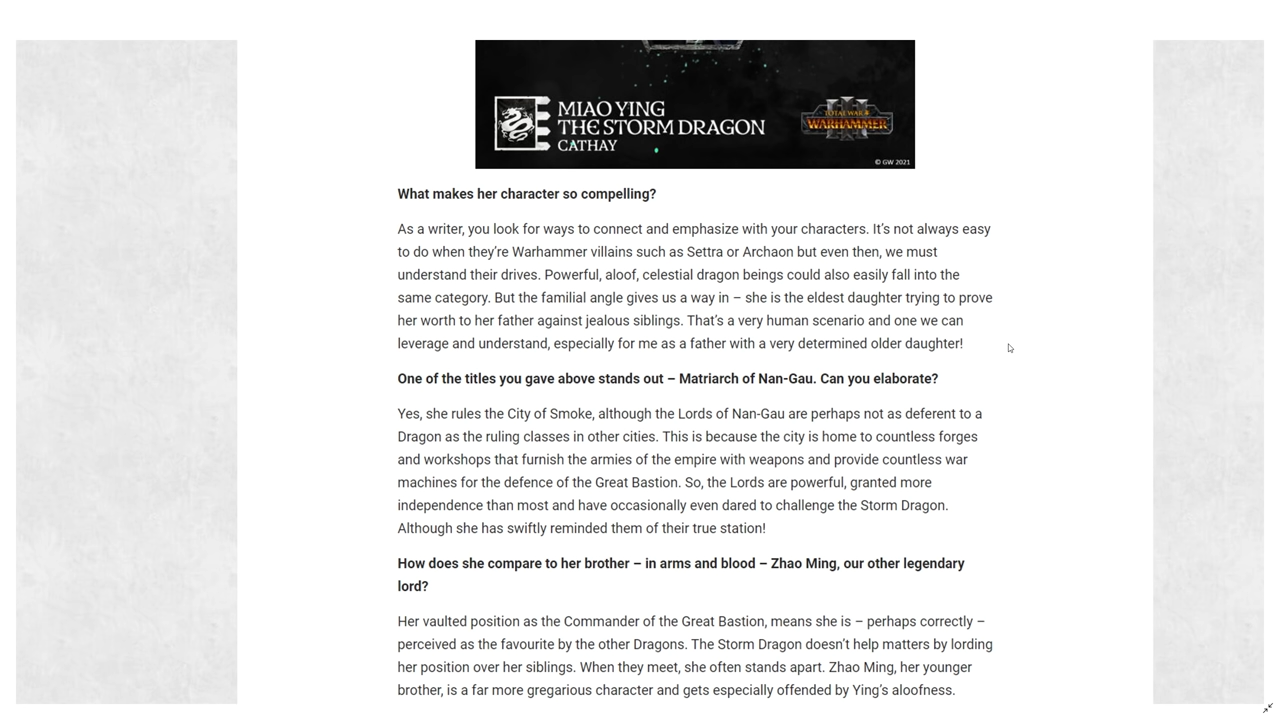 MIAO YING
THE STORM DRAGON
CATHAY
TOTAL WAR
WARHAMMER
III
© GW 2021
What makes her character so compelling?
As a writer, you look for ways to connect and emphasize with your characters. It’s not always easy
to do when they’re Warhammer villains such as Settra or Archaon but even then, we must
understand their drives. Powerful, aloof, celestial dragon beings could also easily fall into the
same category. But the familial angle gives us a way in – she is the eldest daughter trying to prove
her worth to her father against jealous siblings. That’s a very human scenario and one we can
leverage and understand, especially for me as a father with a very determined older daughter!
One of the titles you gave above stands out – Matriarch of Nan-Gau. Can you elaborate?
Yes, she rules the City of Smoke, although the Lords of Nan-Gau are perhaps not as deferent to a
Dragon as the ruling classes in other cities. This is because the city is home to countless forges
and workshops that furnish the armies of the empire with weapons and provide countless war
machines for the defence of the Great Bastion. So, the Lords are powerful, granted more
independence than most and have occasionally even dared to challenge the Storm Dragon.
Although she has swiftly reminded them of their true station!
How does she compare to her brother – in arms and blood – Zhao Ming, our other legendary
lord?
Her vaulted position as the Commander of the Great Bastion, means she is – perhaps correctly –
perceived as the favourite by the other Dragons. The Storm Dragon doesn’t help matters by lording
her position over her siblings. When they meet, she often stands apart. Zhao Ming, her younger
brother, is a far more gregarious character and gets especially offended by Ying’s aloofness.